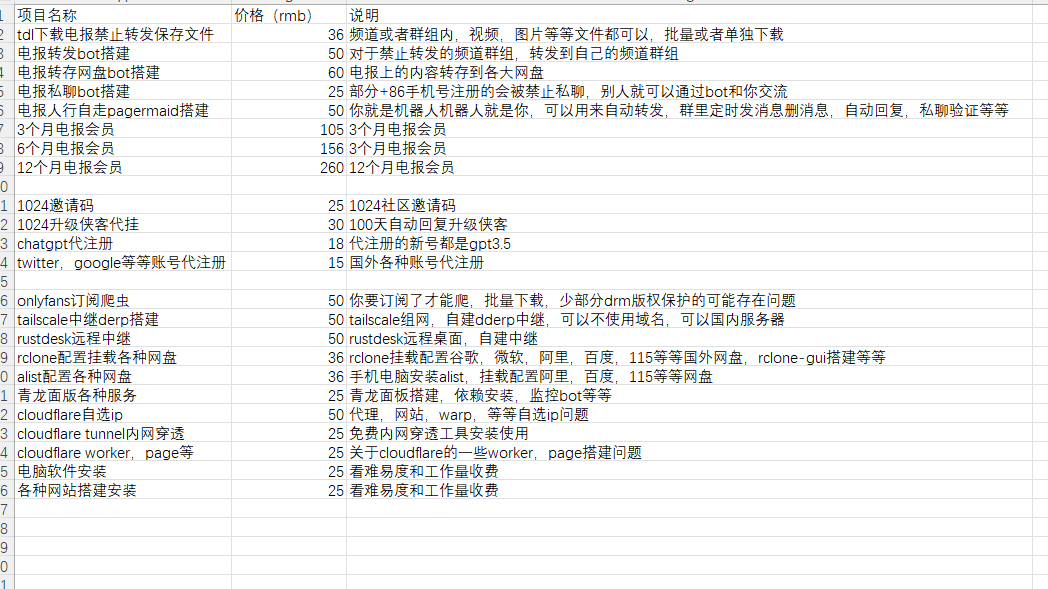 项目名称 价格（rmb） 说明
2 tdl下载电报禁止转发保存文件 36 频道或者群组内，视频，图片等等文件都可以，批量或者单独下载
3 电报转发bot搭建 50 对于禁止转发的频道群组，转发到自己的频道群组
4 电报转存网盘bot搭建 60 电报上的内容转存到各大网盘
5 电报私聊bot搭建 25 部分+86手机号注册的会被禁止私聊，别人就可以通过bot和你交流
6 电报人行自走pagermaid搭建 50 你就是机器人机器人就是你，可以用来自动转发，群里定时发消息删消息，自动回复，私聊验证等等
7 3个月电报会员 105 3个月电报会员
8 6个月电报会员 156 3个月电报会员
9 12个月电报会员 260 12个月电报会员
0
1 1024邀请码 25 1024社区邀请码
2 1024升级侠客代挂 30 100天自动回复升级侠客
3 chatgpt代注册 18 代注册的新号都是gpt3.5
4 twitter，google等等账号代注册 15 国外各种账号代注册
5
6 onlyfans订阅爬虫 50 你要订阅了才能爬，批量下载，少部分drm版权保护的可能存在问题
7 tailscale中继derp搭建 50 tailscale组网，自建dderp中继，可以不使用域名，可以国内服务器
8 rustdesk远程中继 50 rustdesk远程桌面，自建中继
9 rclone配置挂载各种网盘 36 rclone挂载配置谷歌，微软，阿里，百度，115等等国外网盘，rclone-gui搭建等等
0 alist配置各种网盘 36 手机电脑安装alist，挂载配置阿里，百度，115等等网盘
1 青龙面版各种服务 25 青龙面板搭建，依赖安装，监控bot等等
2 cloudflare自选ip 50 代理，网站，warp，等等自选ip问题
3 cloudflare tunnel内网穿透 25 免费内网穿透工具安装使用
4 cloudflare worker，page等 25 关于cloudflare的一些worker，page搭建问题
5 电脑软件安装 25 看难易度和工作量收费
6 各种网站搭建安装 25 看难易度和工作量收费
7
8
9
0
1